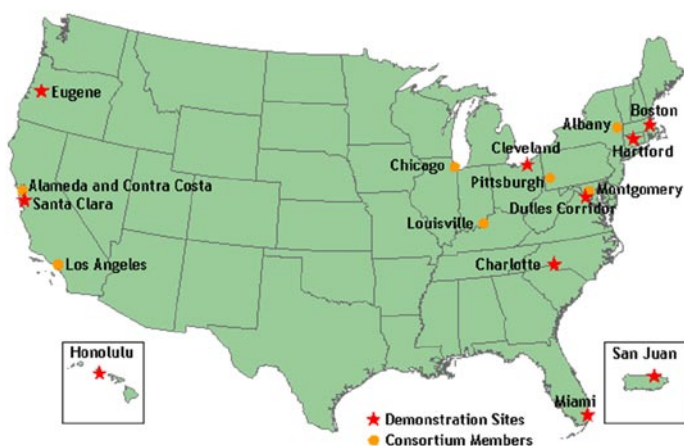 Eugene
Boston
Albany
Cleveland
Hartford
Chicago
Pittsburgh
Alameda and Contra Costa
Montgomery
Santa Clara
Dulles Corridor
Louisville
Los Angeles
Charlotte
Honolulu
San Juan
Miami
Demonstration Sites
Consortium Members